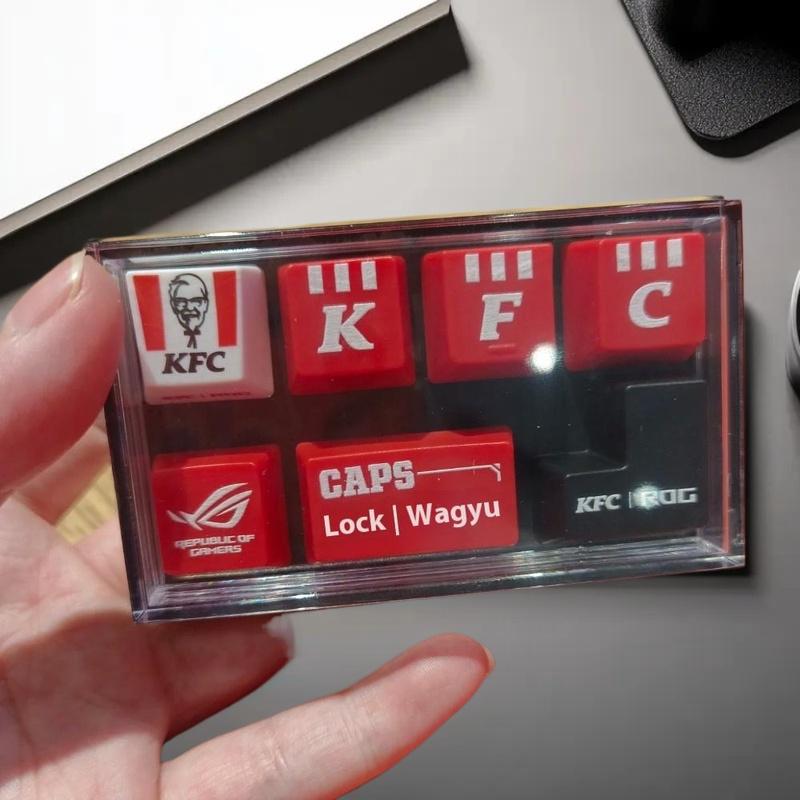 KFC
K
F
C
REPUBLIC OF
GAMERS
CAPS
Lock | Wagyu
KFC | ROG